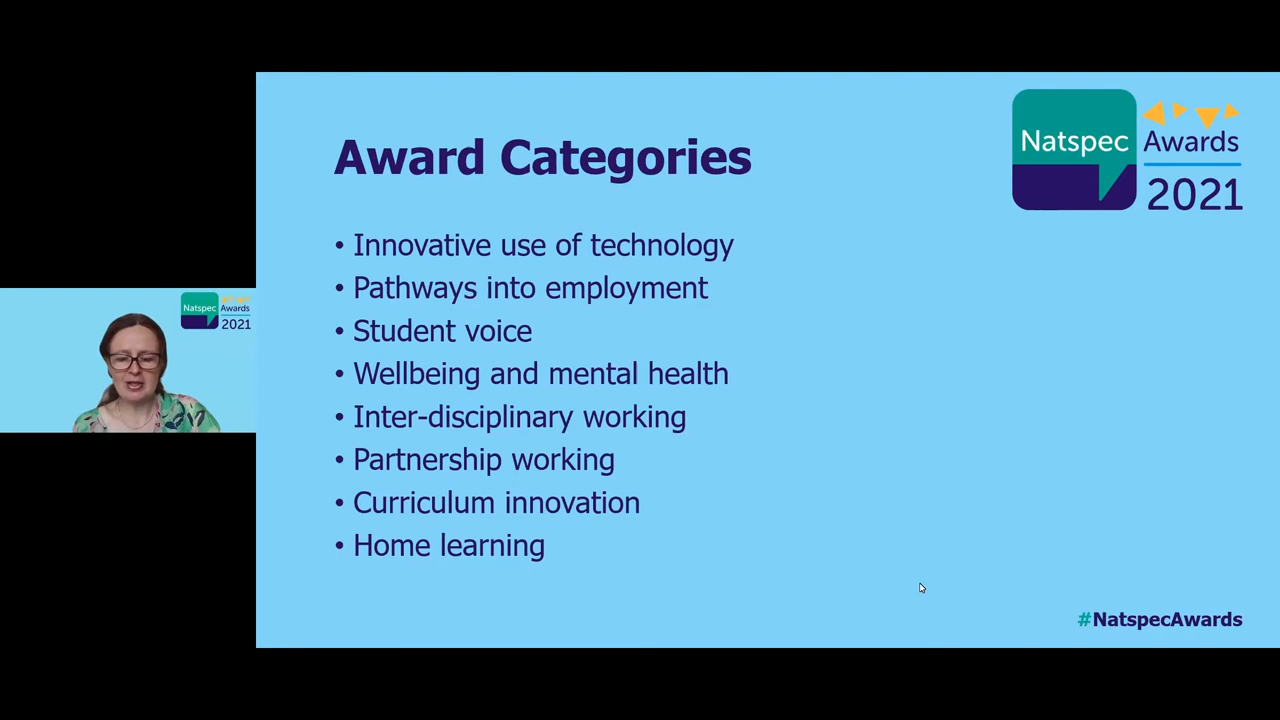 Award Categories
• Innovative use of technology
• Pathways into employment
• Student voice
• Wellbeing and mental health
• Inter-disciplinary working
• Partnership working
• Curriculum innovation
• Home learning
Natspec Awards
2021
#NatspecAwards
Natspec Awards
2021